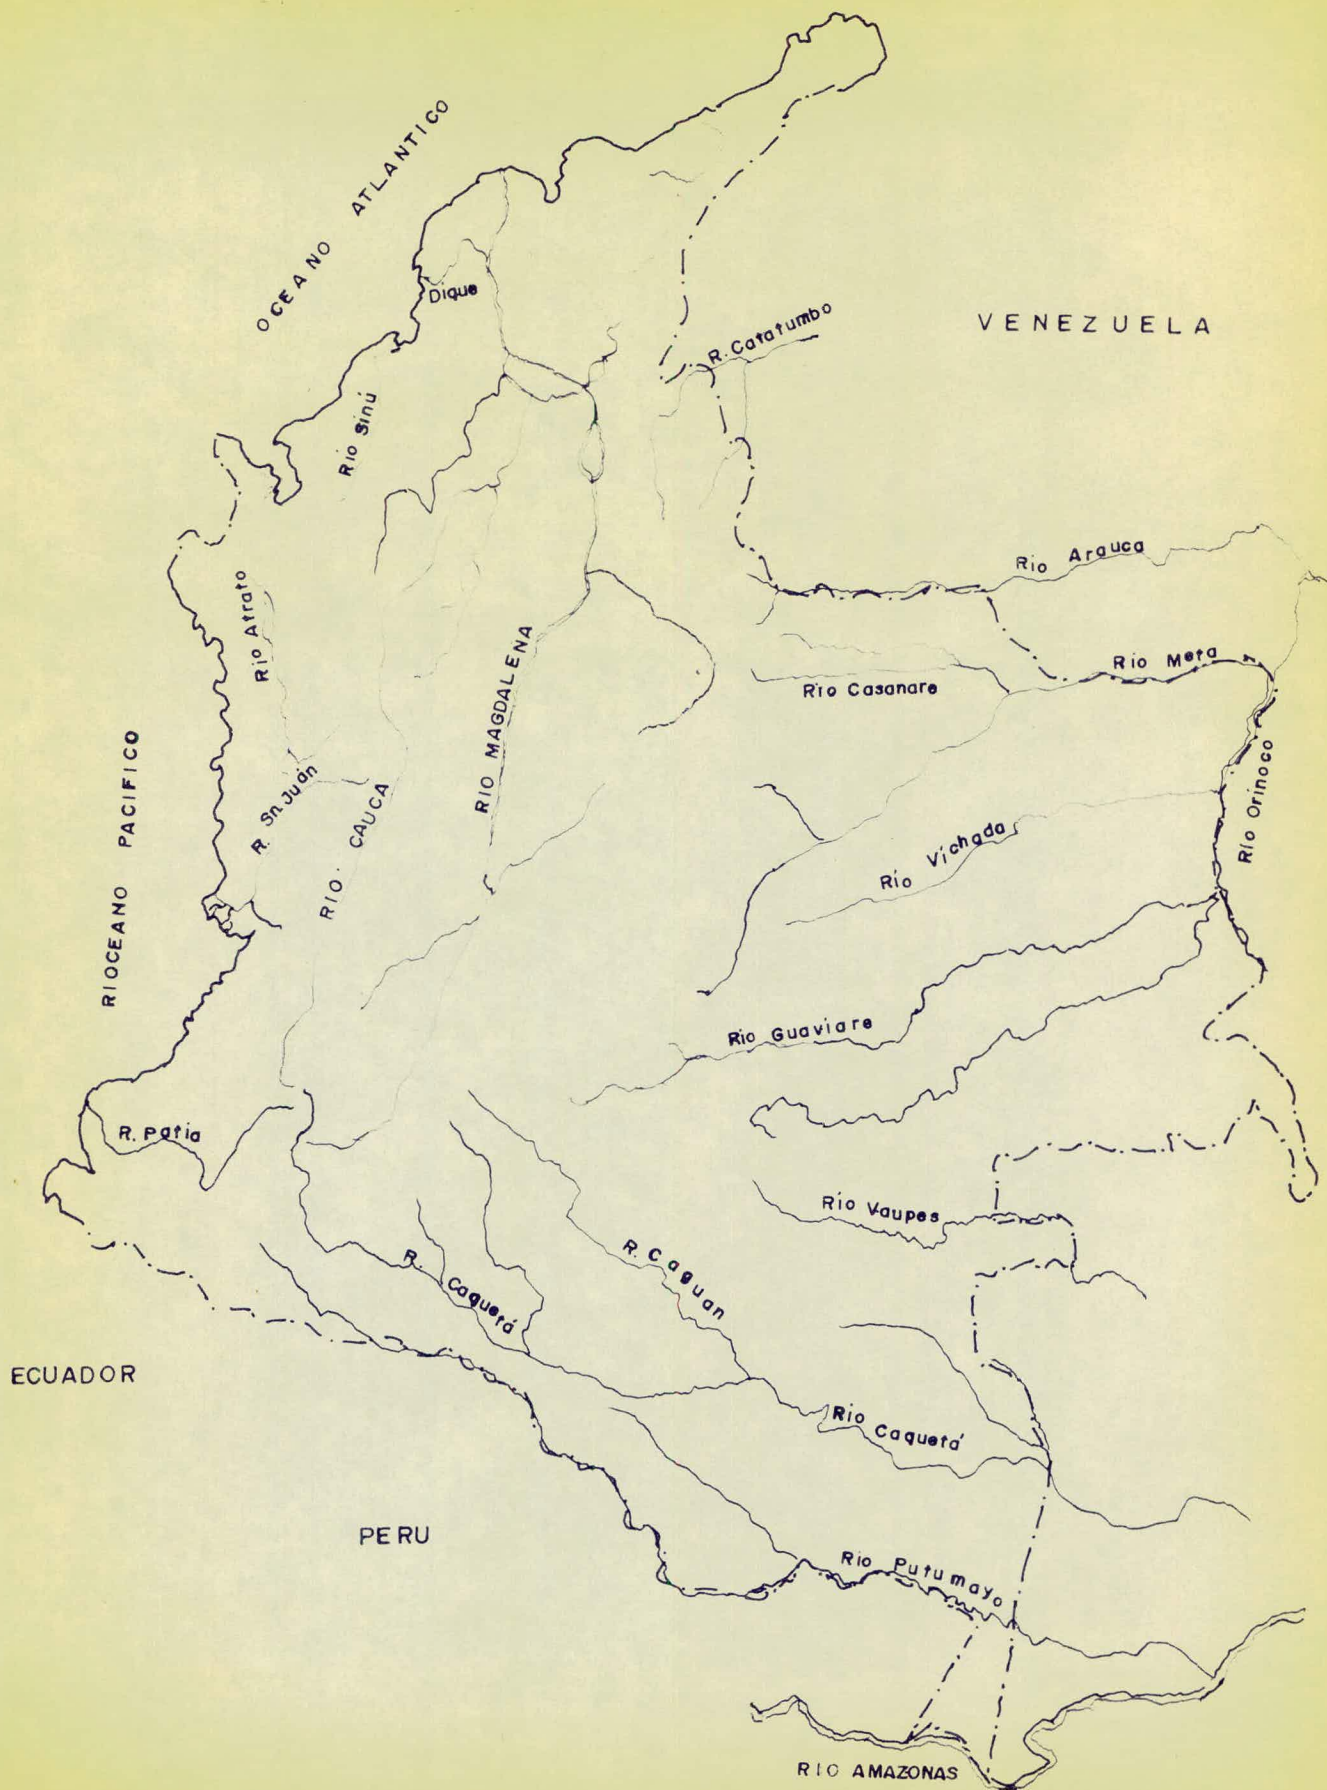 OCEANO ATLANTICO
Dique
VENEZUELA
R. Catatumbo
Rio Sinú
Rio Arauca
Rio Atrato
RIO MAGDALENA
Rio Meta
Rio Casanare
RIOCEANO PACIFICO
R. Sn Juan
RIO. CAUCA
Rio Orinoco
Rio Vichada
Rio Guaviare
R. Patia
Rio Vaupes
R. Caguan
R. Caquetá
ECUADOR
Rio Caquetá
PERU
Rio Putumayo
RIO AMAZONAS